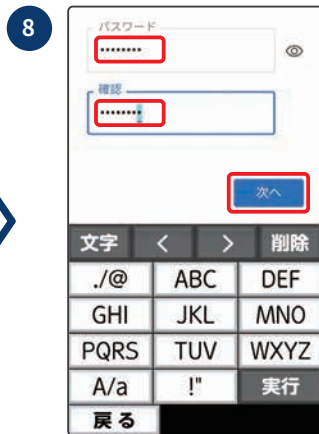 8
パスワード
••••••••
確認
••••••••
次へ
文字 < > 削除
./@ ABC DEF
GHI JKL MNO
PQRS TUV WXYZ
A/a !" 実行
戻る